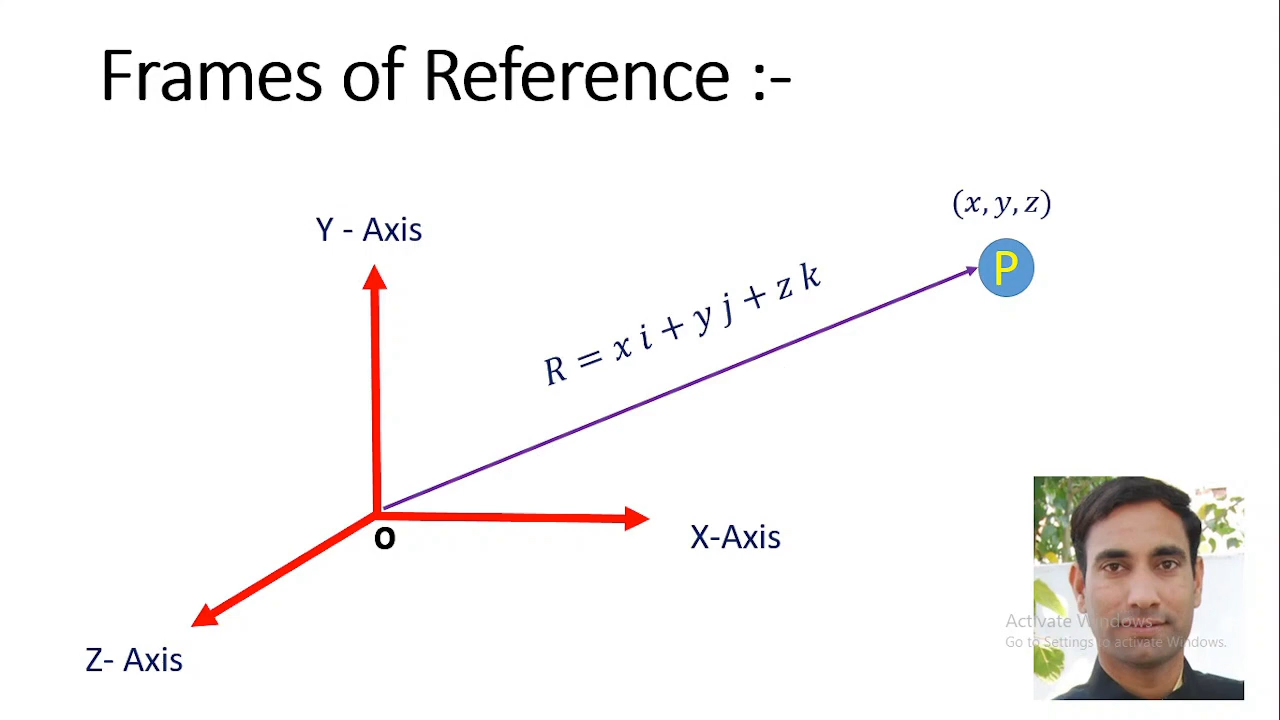 Frames of Reference :-
(x, y, z)
Y - Axis
P
R = x i + y j + z k
O
X-Axis
Z- Axis
Activate Windows
Go to Settings to activate Windows.